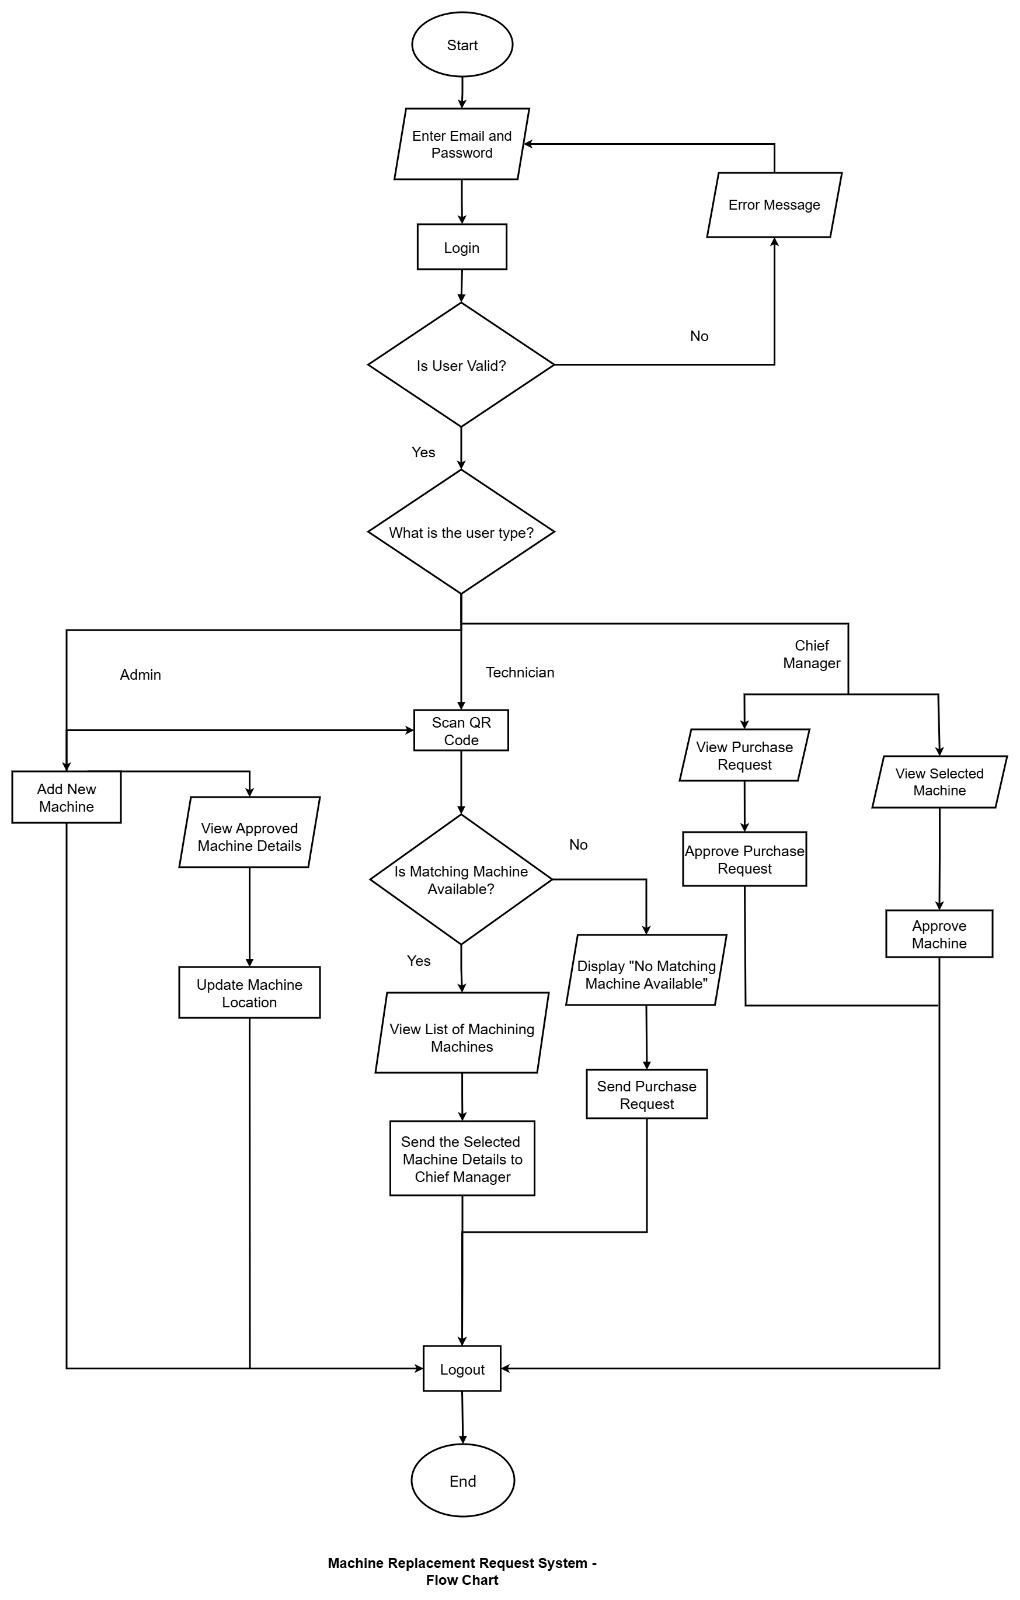 Start
Enter Email and
Password
Error Message
Login
No
Is User Valid?
Yes
What is the user type?
Admin
Technician
Chief
Manager
Scan QR
Code
View Purchase
Request
View Selected
Machine
Add New
Machine
View Approved
Machine Details
Is Matching Machine
Available?
No
Approve Purchase
Request
Approve
Machine
Yes
Display "No Matching
Machine Available"
Update Machine
Location
View List of Machining
Machines
Send Purchase
Request
Send the Selected
Machine Details to
Chief Manager
Logout
End
Machine Replacement Request System -
Flow Chart